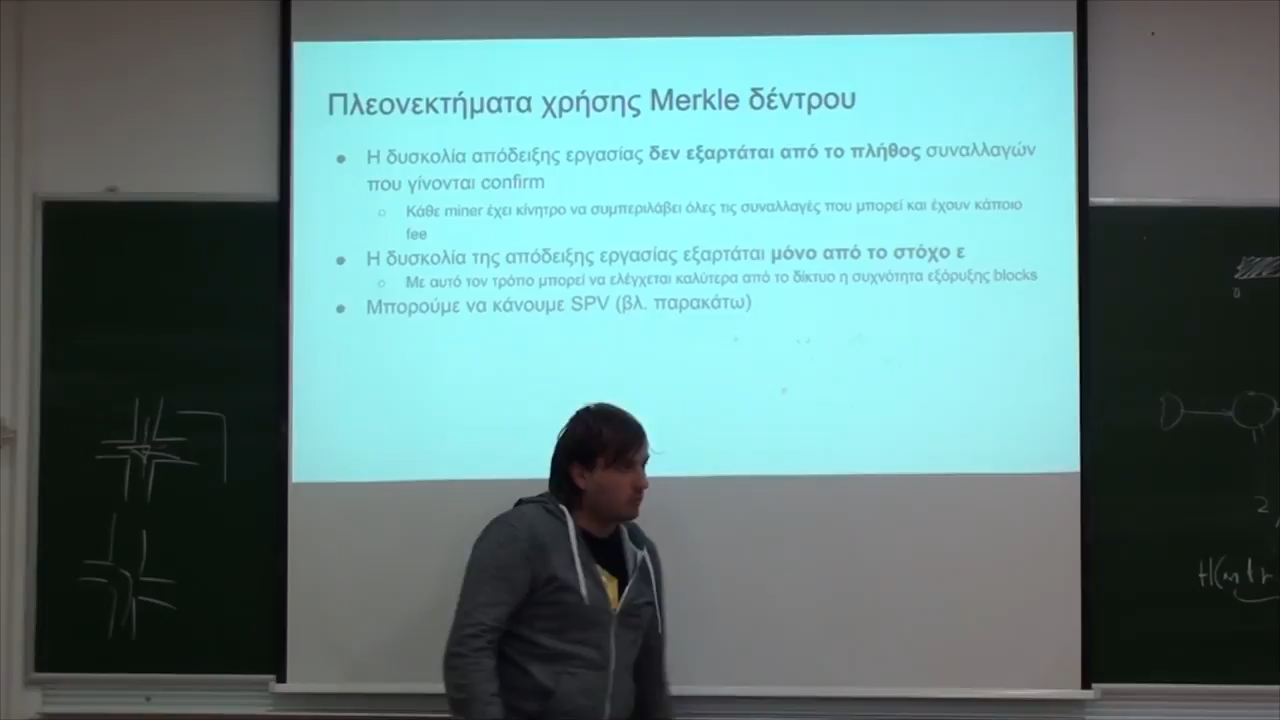 Πλεονεκτήματα χρήσης Merkle δέντρου
● Η δυσκολία απόδειξης εργασίας δεν εξαρτάται από το πλήθος συναλλαγών
που γίνονται confirm
○ Κάθε miner έχει κίνητρο να συμπεριλάβει όλες τις συναλλαγές που μπορεί και έχουν κάποιο
fee
● Η δυσκολία της απόδειξης εργασίας εξαρτάται μόνο από το στόχο ε
○ Με αυτό τον τρόπο μπορεί να ελέγχεται καλύτερα από το δίκτυο η συχνότητα εξόρυξης blocks
● Μπορούμε να κάνουμε SPV (βλ. παρακάτω)
0
2